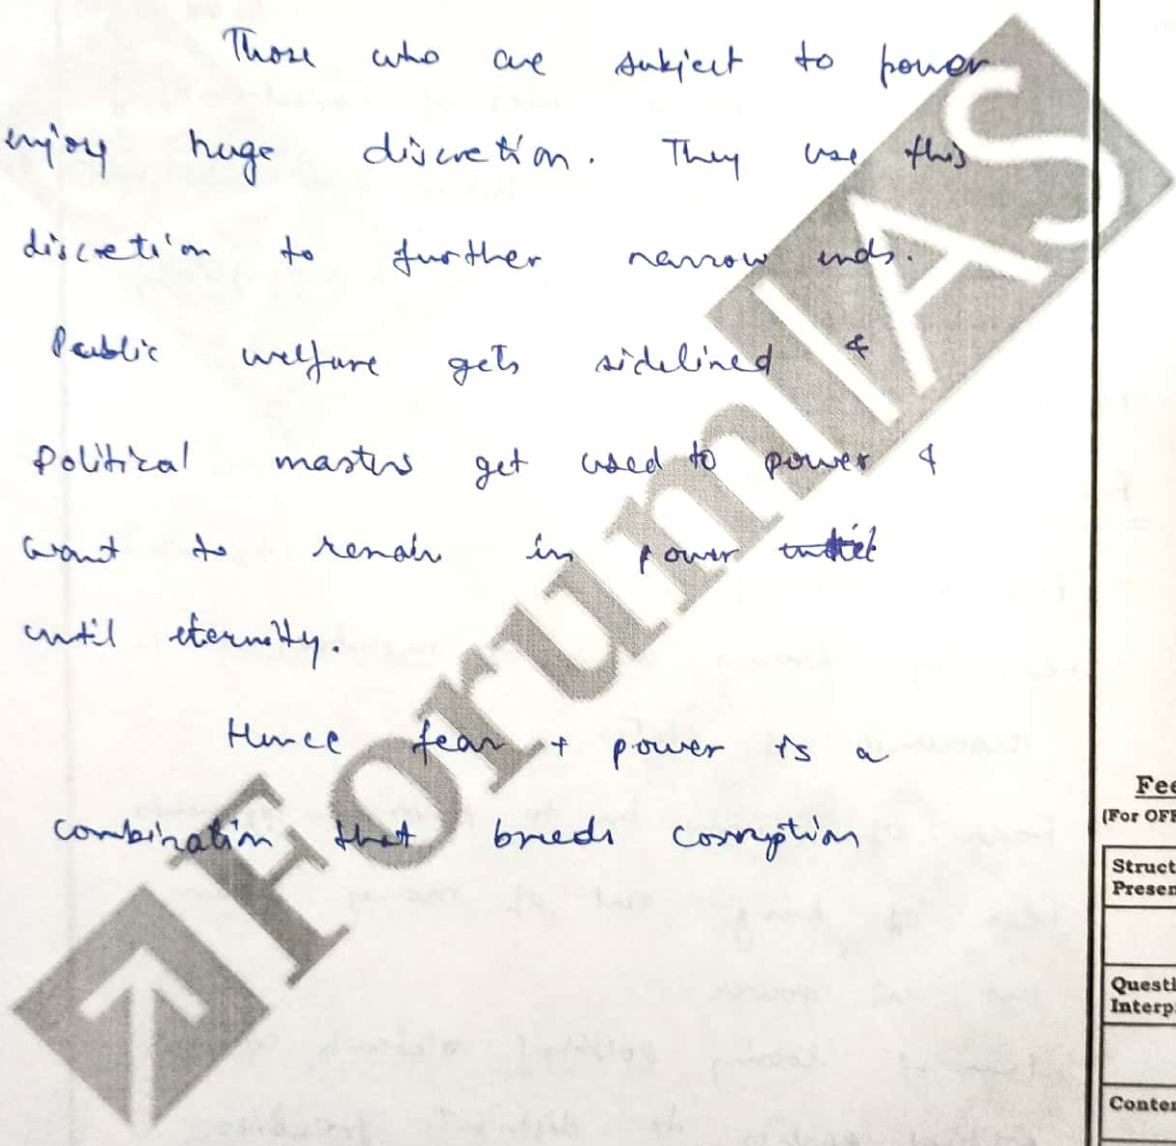 Those who are subject to power
enjoy huge discretion. They use this
discretion to further narrow ends.
Public welfare gets sidelined &
political masters get used to power &
want to remain in power
until eternity.
Hence fear + power is a
combination that breeds corruption
Forum|AS
Fee
(For OFF
Struct
Presen
Questi
Interp
Conten